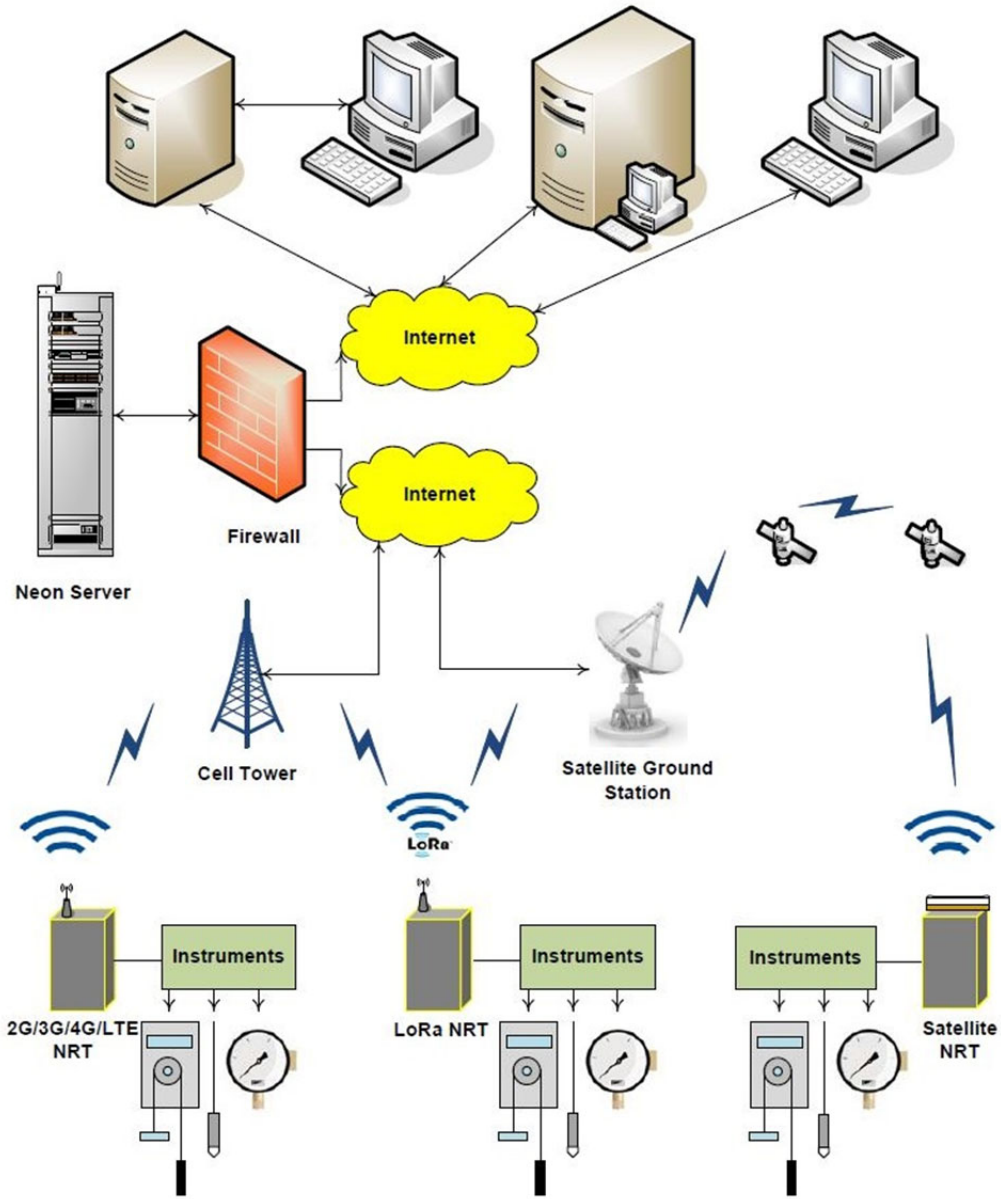 Internet
Internet
Firewall
Neon Server
Cell Tower
Satellite Ground
Station
LoRa
Instruments
Instruments
Instruments
2G/3G/4G/LTE
NRT
LoRa NRT
Satellite
NRT